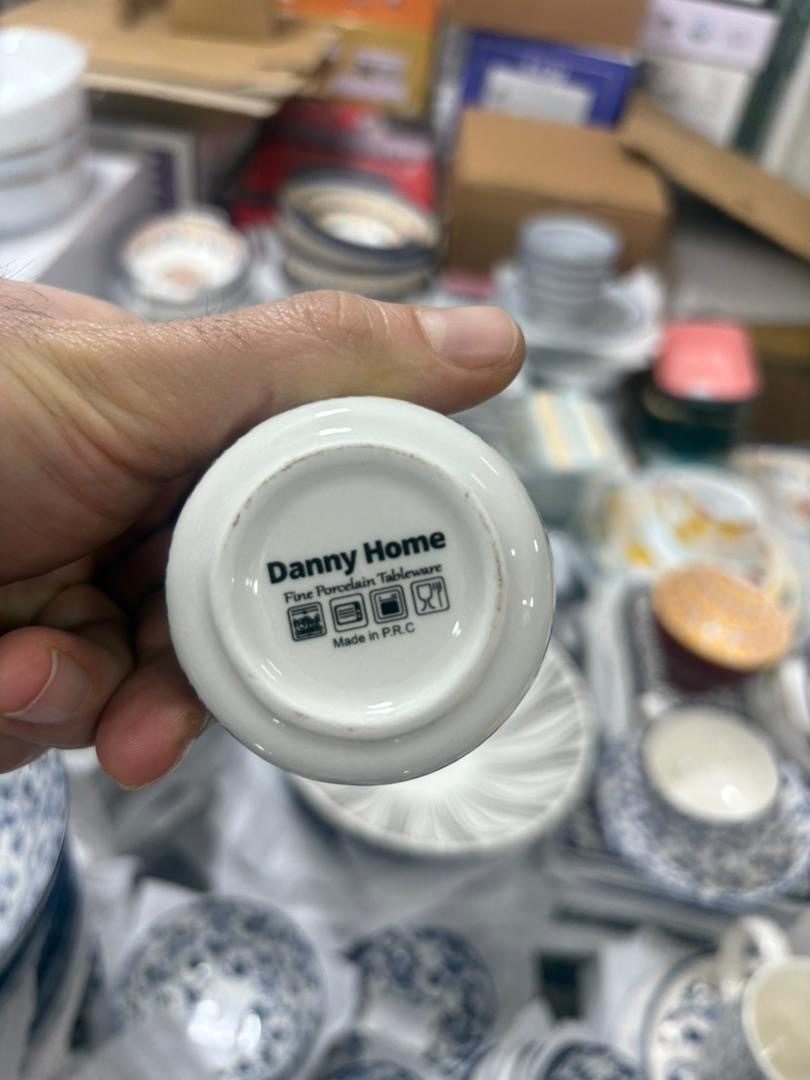 Danny Home
Fine Porcelain Tableware
Made in P.R.C